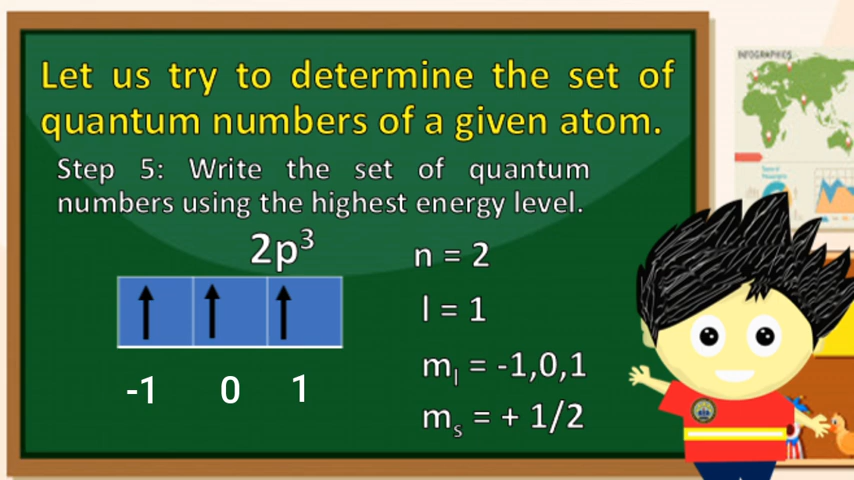 INFOGRAPHICS
Let us try to determine the set of
quantum numbers of a given atom.
Step 5: Write the set of quantum
numbers using the highest energy level.
2p³
n = 2
l = 1
mₗ = -1,0,1
mₛ = + 1/2
-1 0 1